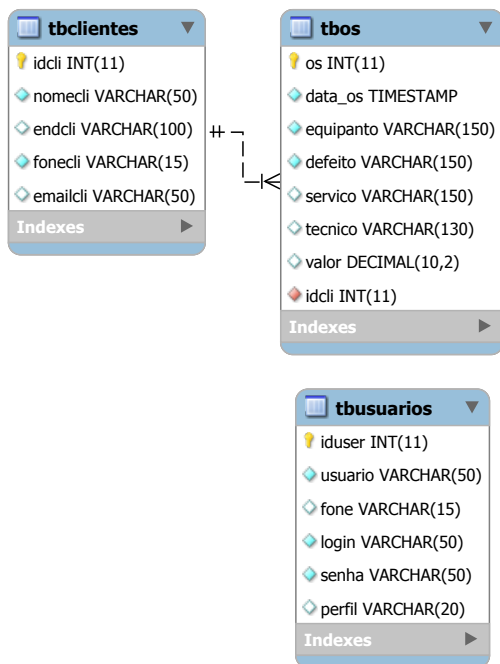 tbclientes
idcli INT(11)
nomecli VARCHAR(50)
endcli VARCHAR(100)
fonecli VARCHAR(15)
emailcli VARCHAR(50)
Indexes
tbos
os INT(11)
data_os TIMESTAMP
equipanto VARCHAR(150)
defeito VARCHAR(150)
servico VARCHAR(150)
tecnico VARCHAR(130)
valor DECIMAL(10,2)
idcli INT(11)
Indexes
tbusuarios
iduser INT(11)
usuario VARCHAR(50)
fone VARCHAR(15)
login VARCHAR(50)
senha VARCHAR(50)
perfil VARCHAR(20)
Indexes